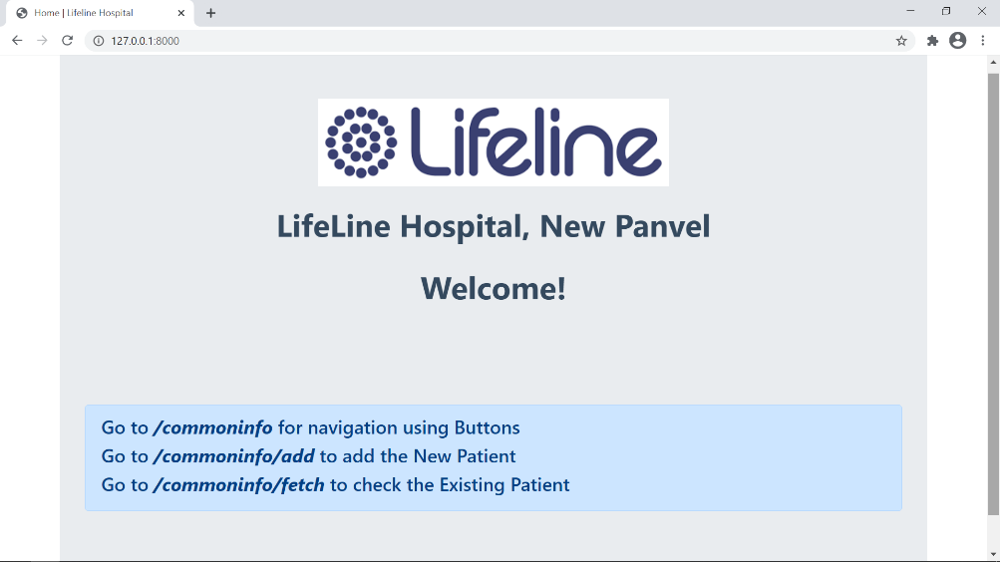 Home | Lifeline Hospital
127.0.0.1:8000
Lifeline
LifeLine Hospital, New Panvel
Welcome!
Go to /commoninfo for navigation using Buttons
Go to /commoninfo/add to add the New Patient
Go to /commoninfo/fetch to check the Existing Patient